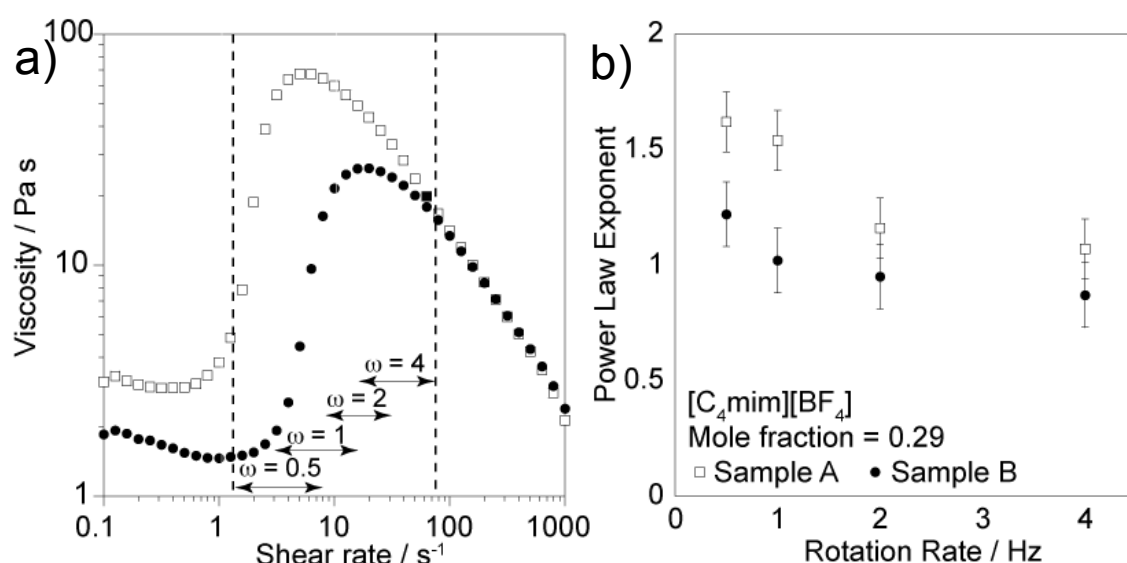 a)
100
10
1
Viscosity / Pa s
ω = 4
ω = 2
ω = 1
ω = 0.5
0.1 1 10 100 1000
Shear rate / s⁻¹
b)
2
1.5
1
0.5
0
Power Law Exponent
[C₄mim][BF₄]
Mole fraction = 0.29
□ Sample A ● Sample B
0 1 2 3 4
Rotation Rate / Hz